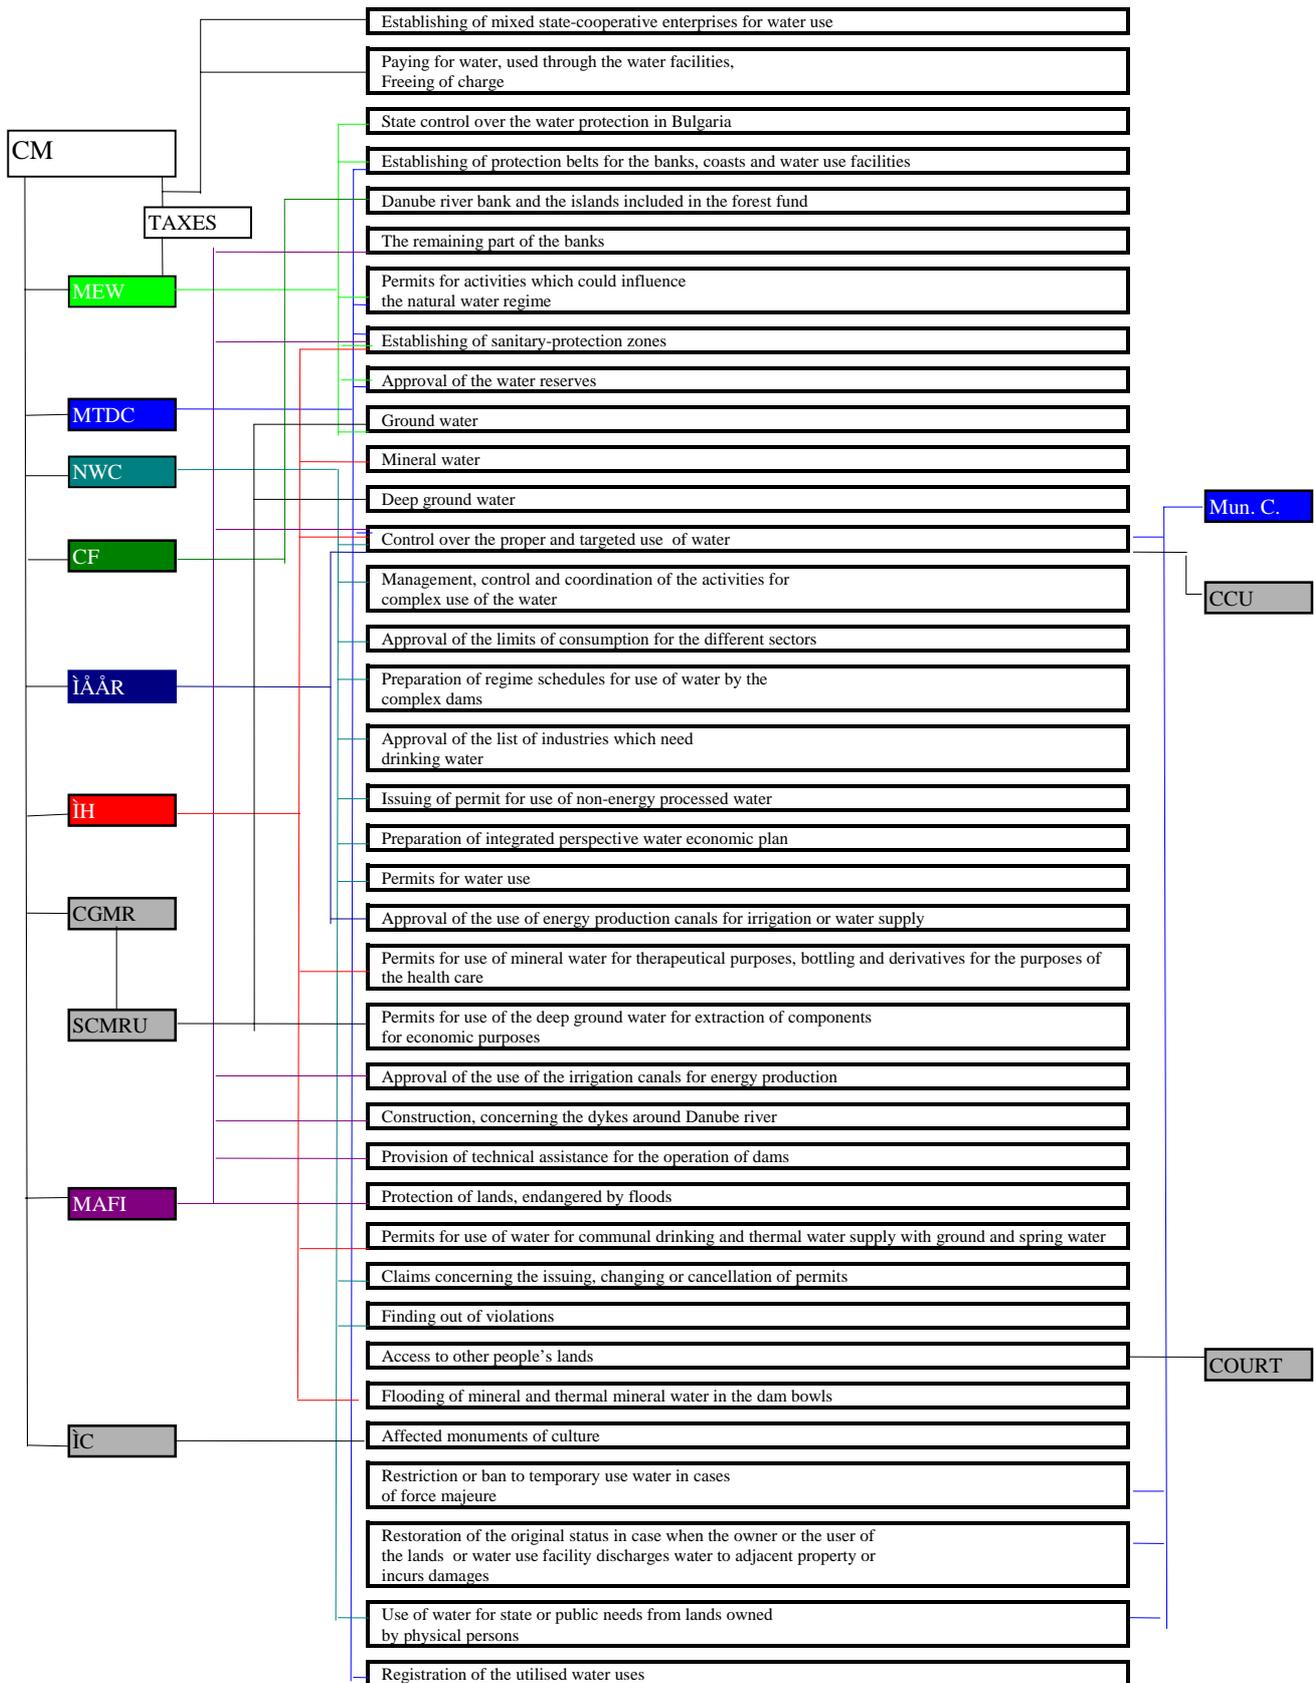 Establishing of mixed state-cooperative enterprises for water use
Paying for water, used through the water facilities,
Freeing of charge
State control over the water protection in Bulgaria
CM
Establishing of protection belts for the banks, coasts and water use facilities
Danube river bank and the islands included in the forest fund
TAXES
The remaining part of the banks
MEW
Permits for activities which could influence
the natural water regime
Establishing of sanitary-protection zones
Approval of the water reserves
MTDC
Ground water
NWC
Mineral water
Deep ground water
Mun. C.
Control over the proper and targeted use  of water
CF
Management, control and coordination of the activities for
complex use of the water
CCU
Approval of the limits of consumption for the different sectors
ÌÅÅR
Preparation of regime schedules for use of water by the
complex dams
Approval of the list of industries which need
drinking water
ÌH
Issuing of permit for use of non-energy processed water
Preparation of integrated perspective water economic plan
Permits for water use
CGMR
Approval of the use of energy production canals for irrigation or water supply
Permits for use of mineral water for therapeutical purposes, bottling and derivatives for the purposes of
the health care
SCMRU
Permits for use of the deep ground water for extraction of components
for economic purposes
Approval of the use of the irrigation canals for energy production
Construction, concerning the dykes around Danube river
Provision of technical assistance for the operation of dams
MAFI
Protection of lands, endangered by floods
Permits for use of water for communal drinking and thermal water supply with ground and spring water
Claims concerning the issuing, changing or cancellation of permits
Finding out of violations
Access to other people’s lands
COURT
Flooding of mineral and thermal mineral water in the dam bowls
ÌC
Affected monuments of culture
Restriction or ban to temporary use water in cases
of force majeure
Restoration of the original status in case when the owner or the user of
the lands  or water use facility discharges water to adjacent property or
incurs damages
Use of water for state or public needs from lands owned
by physical persons
Registration of the utilised water uses